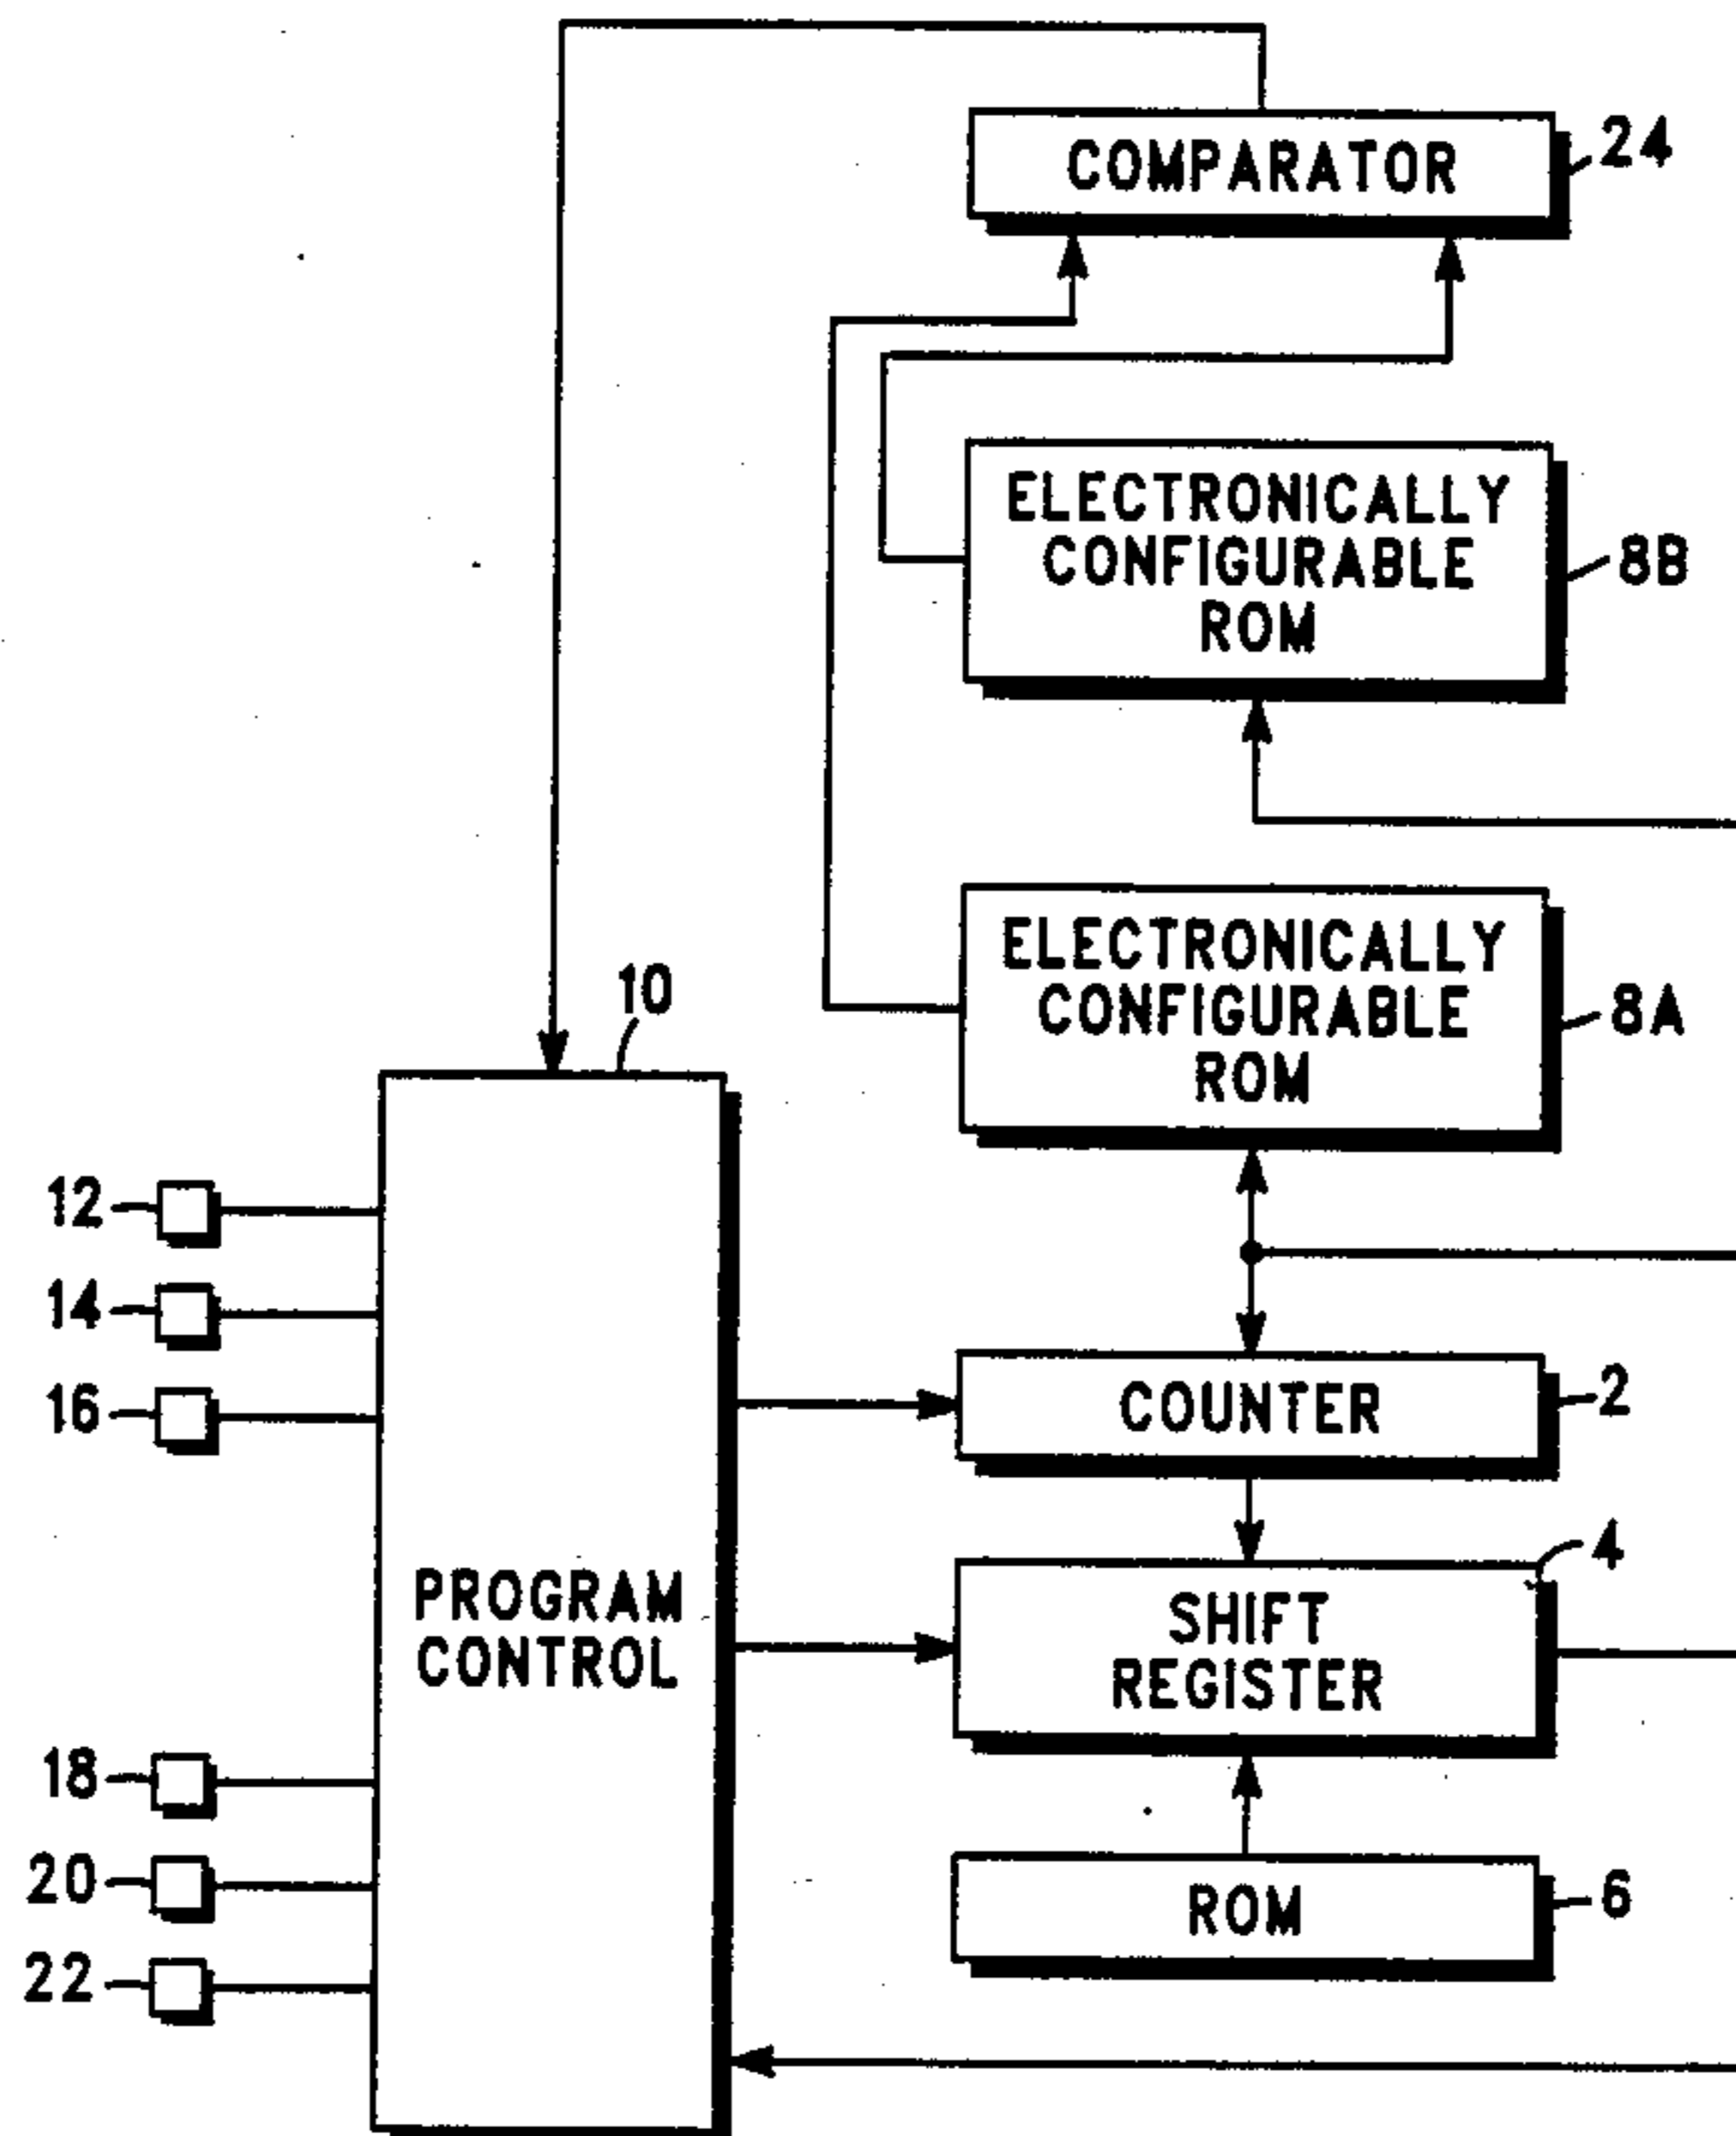 COMPARATOR
24
ELECTRONICALLY
CONFIGURABLE
ROM
8B
ELECTRONICALLY
CONFIGURABLE
ROM
8A
10
12
14
16
COUNTER
2
PROGRAM
CONTROL
SHIFT
REGISTER
4
18
20
22
ROM
6